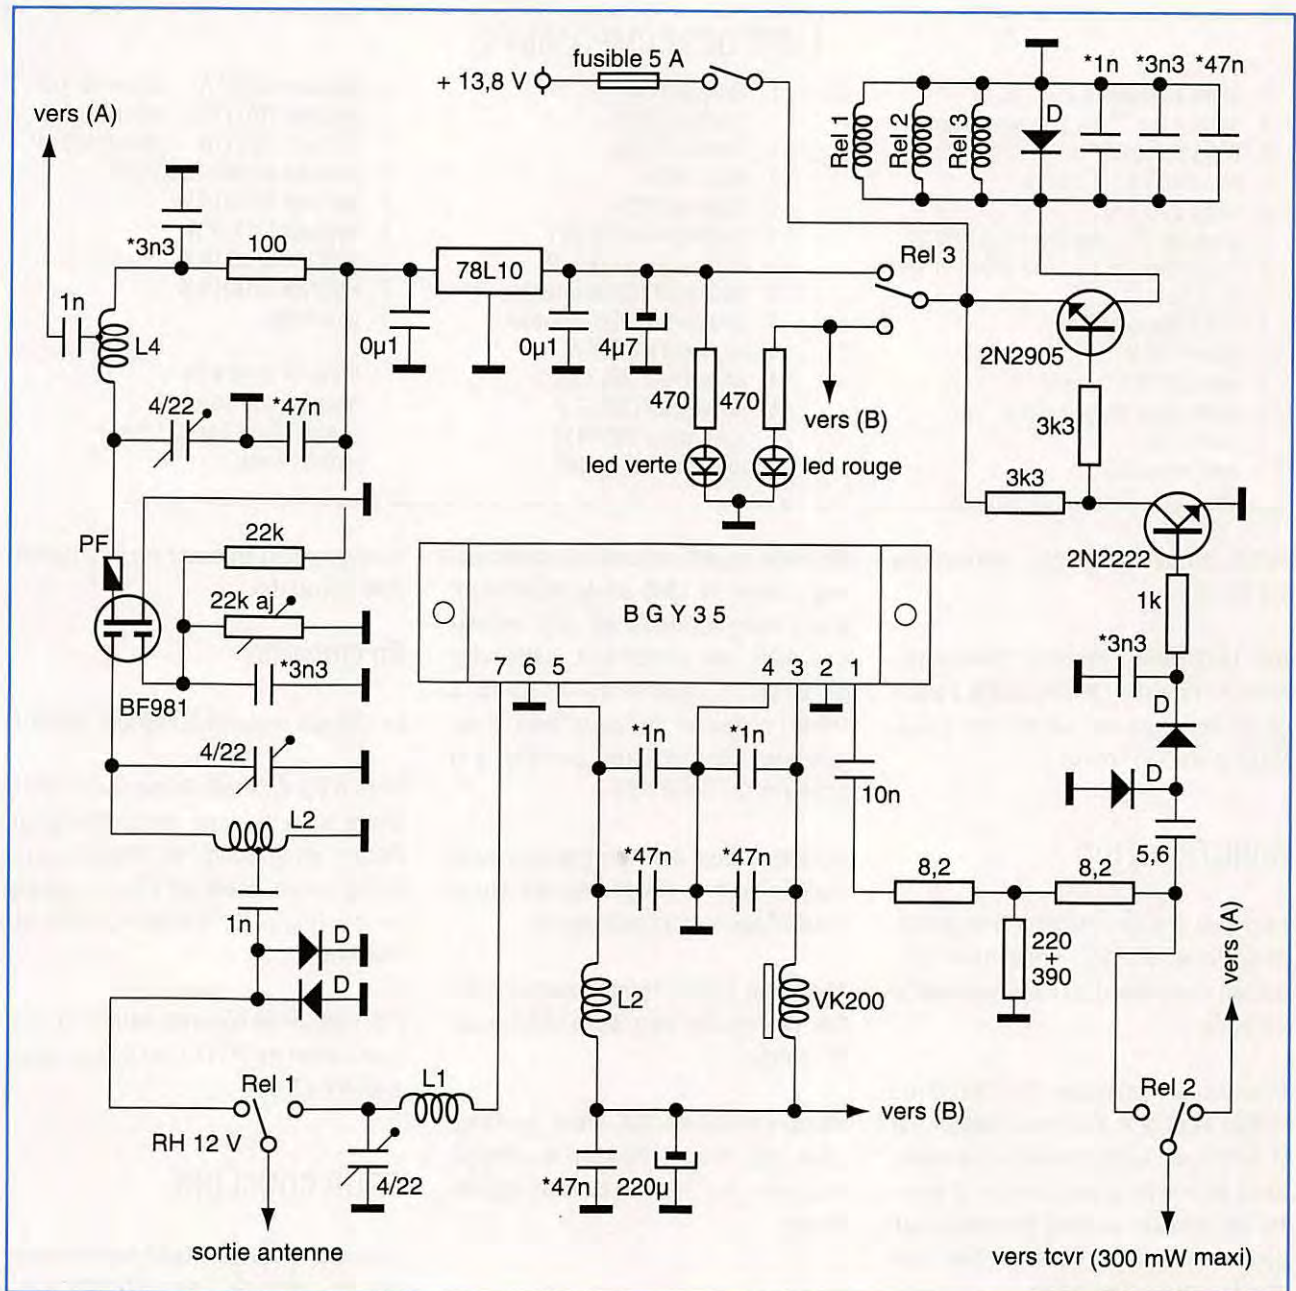 fusible 5 A
+ 13,8 V
*1n
*3n3
*47n
vers (A)
Rel 1
Rel 2
Rel 3
D
*3n3
100
78L10
Rel 3
1n
L4
0µ1
0µ1
4µ7
2N2905
4/22
*47n
470
470
vers (B)
3k3
led verte
led rouge
3k3
PF
22k
2N2222
22k aj
BGY35
1k
*3n3
*3n3
BF981
7 6 5
4 3 2 1
D
4/22
*1n
*1n
10n
D
L2
*47n
*47n
8,2
8,2
5,6
1n
D
220
+
390
vers (A)
D
L2
VK200
Rel 1
L1
vers (B)
Rel 2
RH 12 V
4/22
*47n
220µ
sortie antenne
vers tcvr (300 mW maxi)